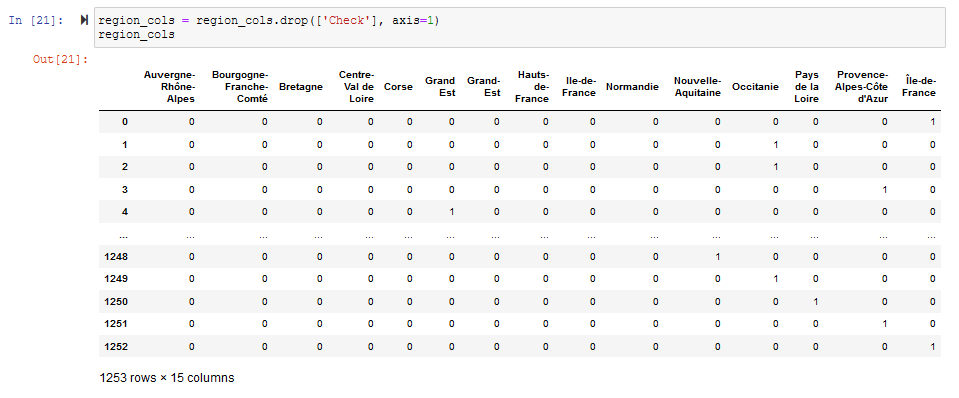 In [21]: region_cols = region_cols.drop(['Check'], axis=1)
region_cols
Out[21]:
Auvergne-Rhône-Alpes Bourgogne-Franche-Comté Bretagne Centre-Val de Loire Corse Grand Est Grand-Est Hauts-de-France Ile-de-France Normandie Nouvelle-Aquitaine Occitanie Pays de la Loire Provence-Alpes-Côte d'Azur Île-de-France
0 0 0 0 0 0 0 0 0 0 0 0 0 0 0 1
1 0 0 0 0 0 0 0 0 0 0 0 1 0 0 0
2 0 0 0 0 0 0 0 0 0 0 0 1 0 0 0
3 0 0 0 0 0 0 0 0 0 0 0 0 0 1 0
4 0 0 0 0 0 1 0 0 0 0 0 0 0 0 0
... ... ... ... ... ... ... ... ... ... ... ... ... ... ... ...
1248 0 0 0 0 0 0 0 0 0 0 1 0 0 0 0
1249 0 0 0 0 0 0 0 0 0 0 0 1 0 0 0
1250 0 0 0 0 0 0 0 0 0 0 0 0 1 0 0
1251 0 0 0 0 0 0 0 0 0 0 0 0 0 1 0
1252 0 0 0 0 0 0 0 0 0 0 0 0 0 0 1
1253 rows × 15 columns